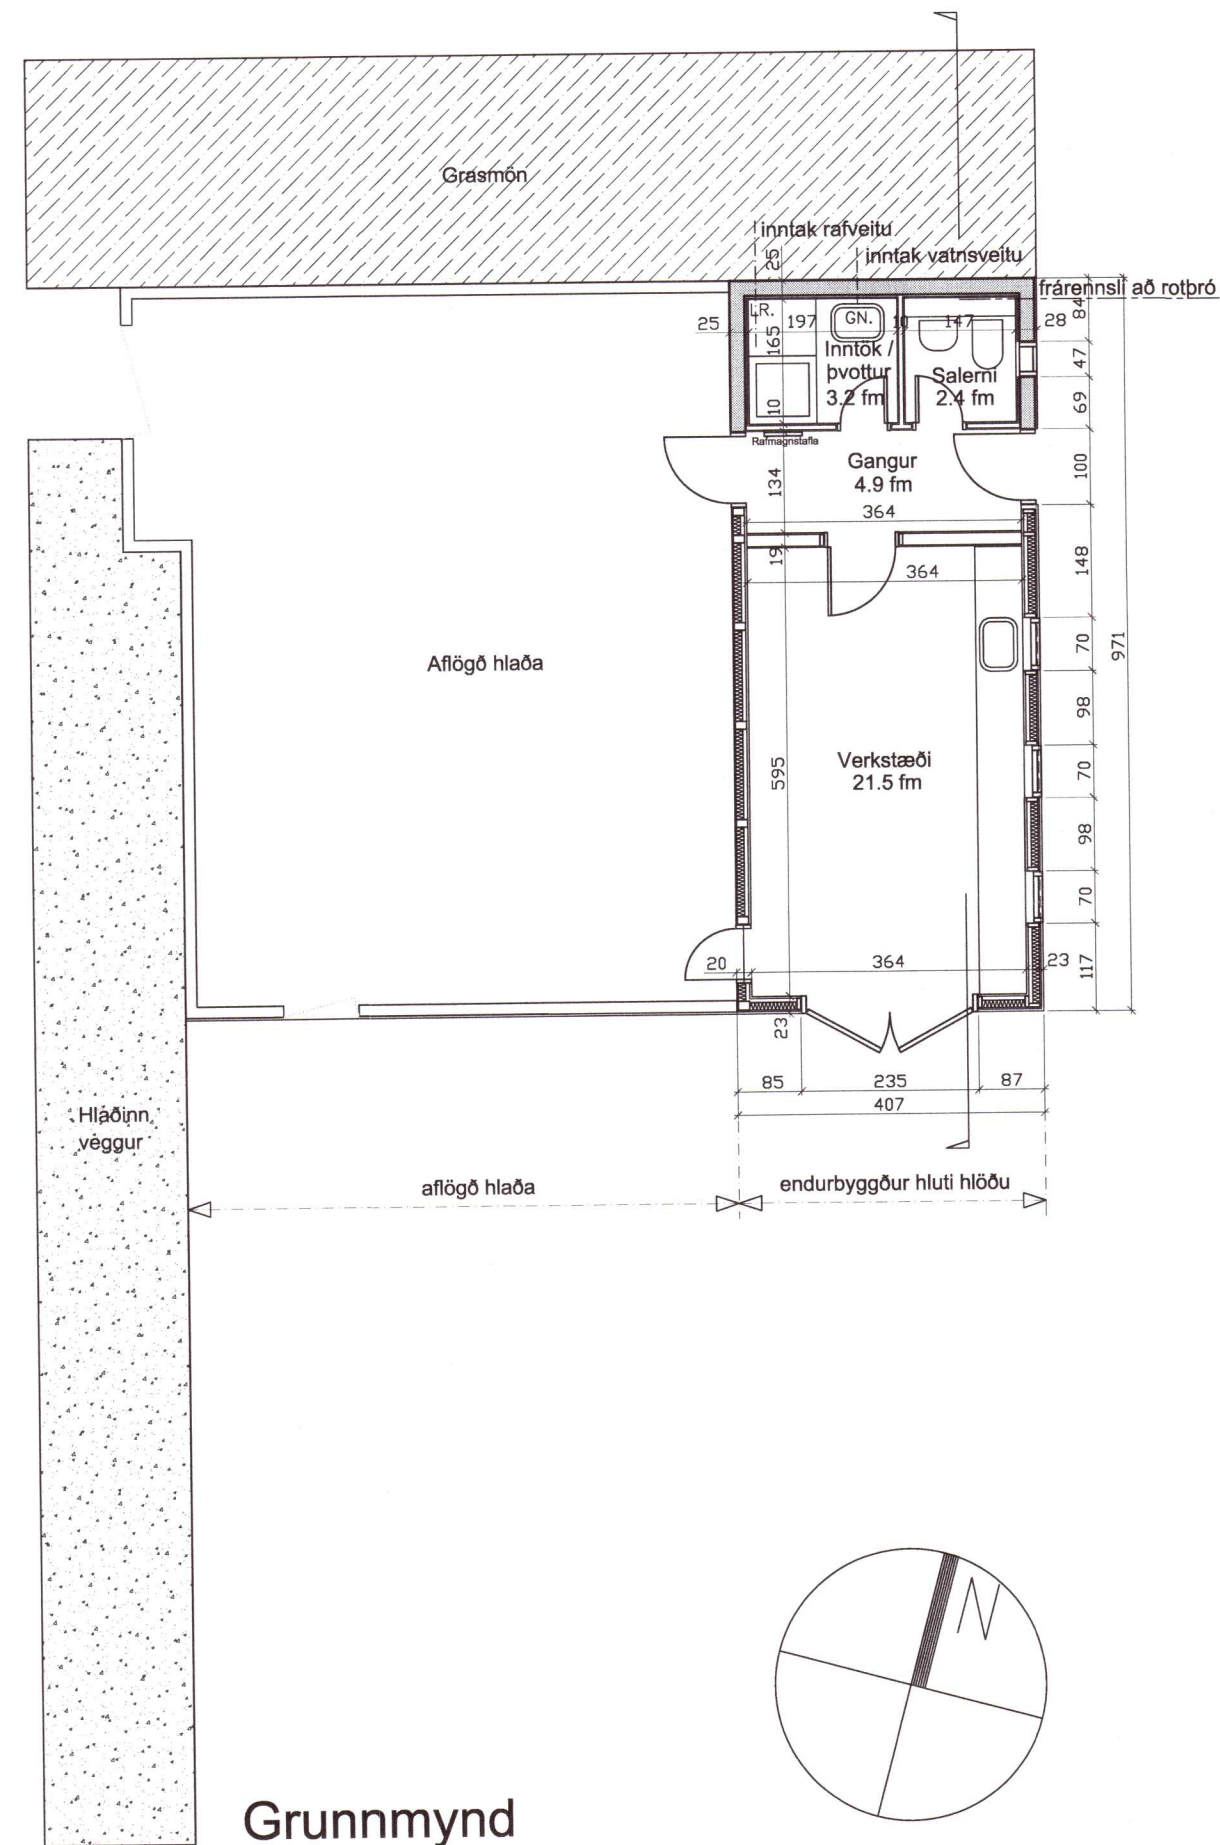 Grasmön
inntak rafveitu
inntak vatnsveitu
frárennsli að rotþró
25
84
25
LR.
197
GN.
10
147
28
165
Inntök /
þvottur
3.2 fm
Salerni
2.4 fm
47
10
69
Rafmagnstafla
Gangur
4.9 fm
134
100
364
19
148
364
Aflögð hlaða
70
971
98
Verkstæði
21.5 fm
595
70
98
70
20
364
23
117
23
85
235
87
407
Hlaðinn
veggur
aflögð hlaða
endurbyggður hluti hlöðu
N
Grunnmynd